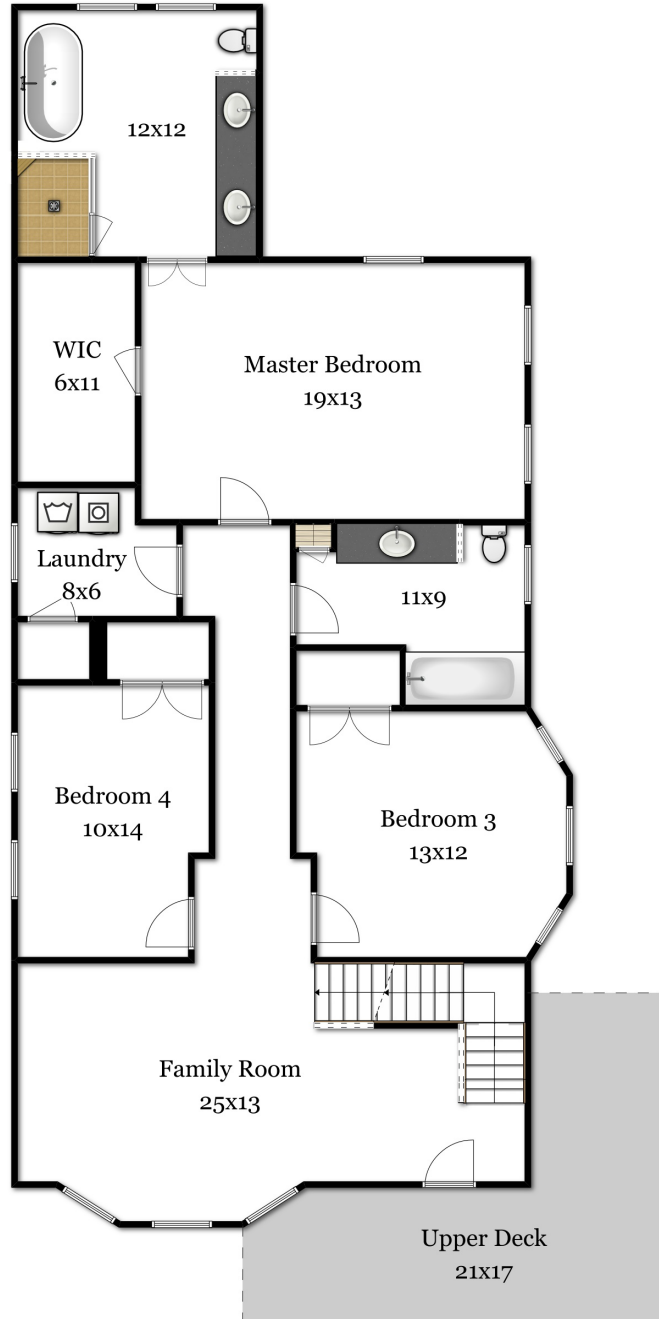 12x12
WIC
6x11
Master Bedroom
19x13
Laundry
8x6
11x9
Bedroom 4
10x14
Bedroom 3
13x12
Family Room
25x13
Upper Deck
21x17